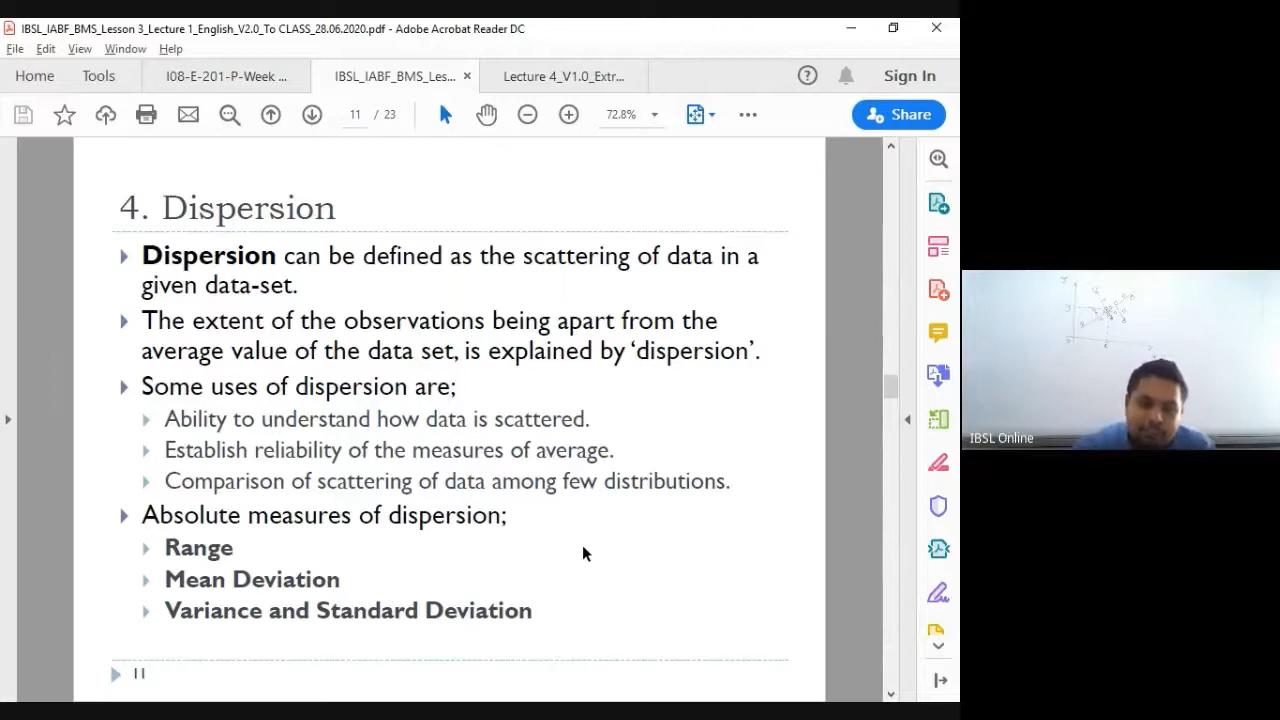 IBSL_IABF_BMS_Lesson 3_Lecture 1_English_V2.0_To CLASS_28.06.2020.pdf - Adobe Acrobat Reader DC
File Edit View Window Help
Home Tools I08-E-201-P-Week ... IBSL_IABF_BMS_Les... × Lecture 4_V1.0_Extr... Sign In
11 / 23 72.8% Share
4. Dispersion
Dispersion can be defined as the scattering of data in a
given data-set.
The extent of the observations being apart from the
average value of the data set, is explained by ‘dispersion’.
Some uses of dispersion are;
Ability to understand how data is scattered.
Establish reliability of the measures of average.
Comparison of scattering of data among few distributions.
Absolute measures of dispersion;
Range
Mean Deviation
Variance and Standard Deviation
11
IBSL Online